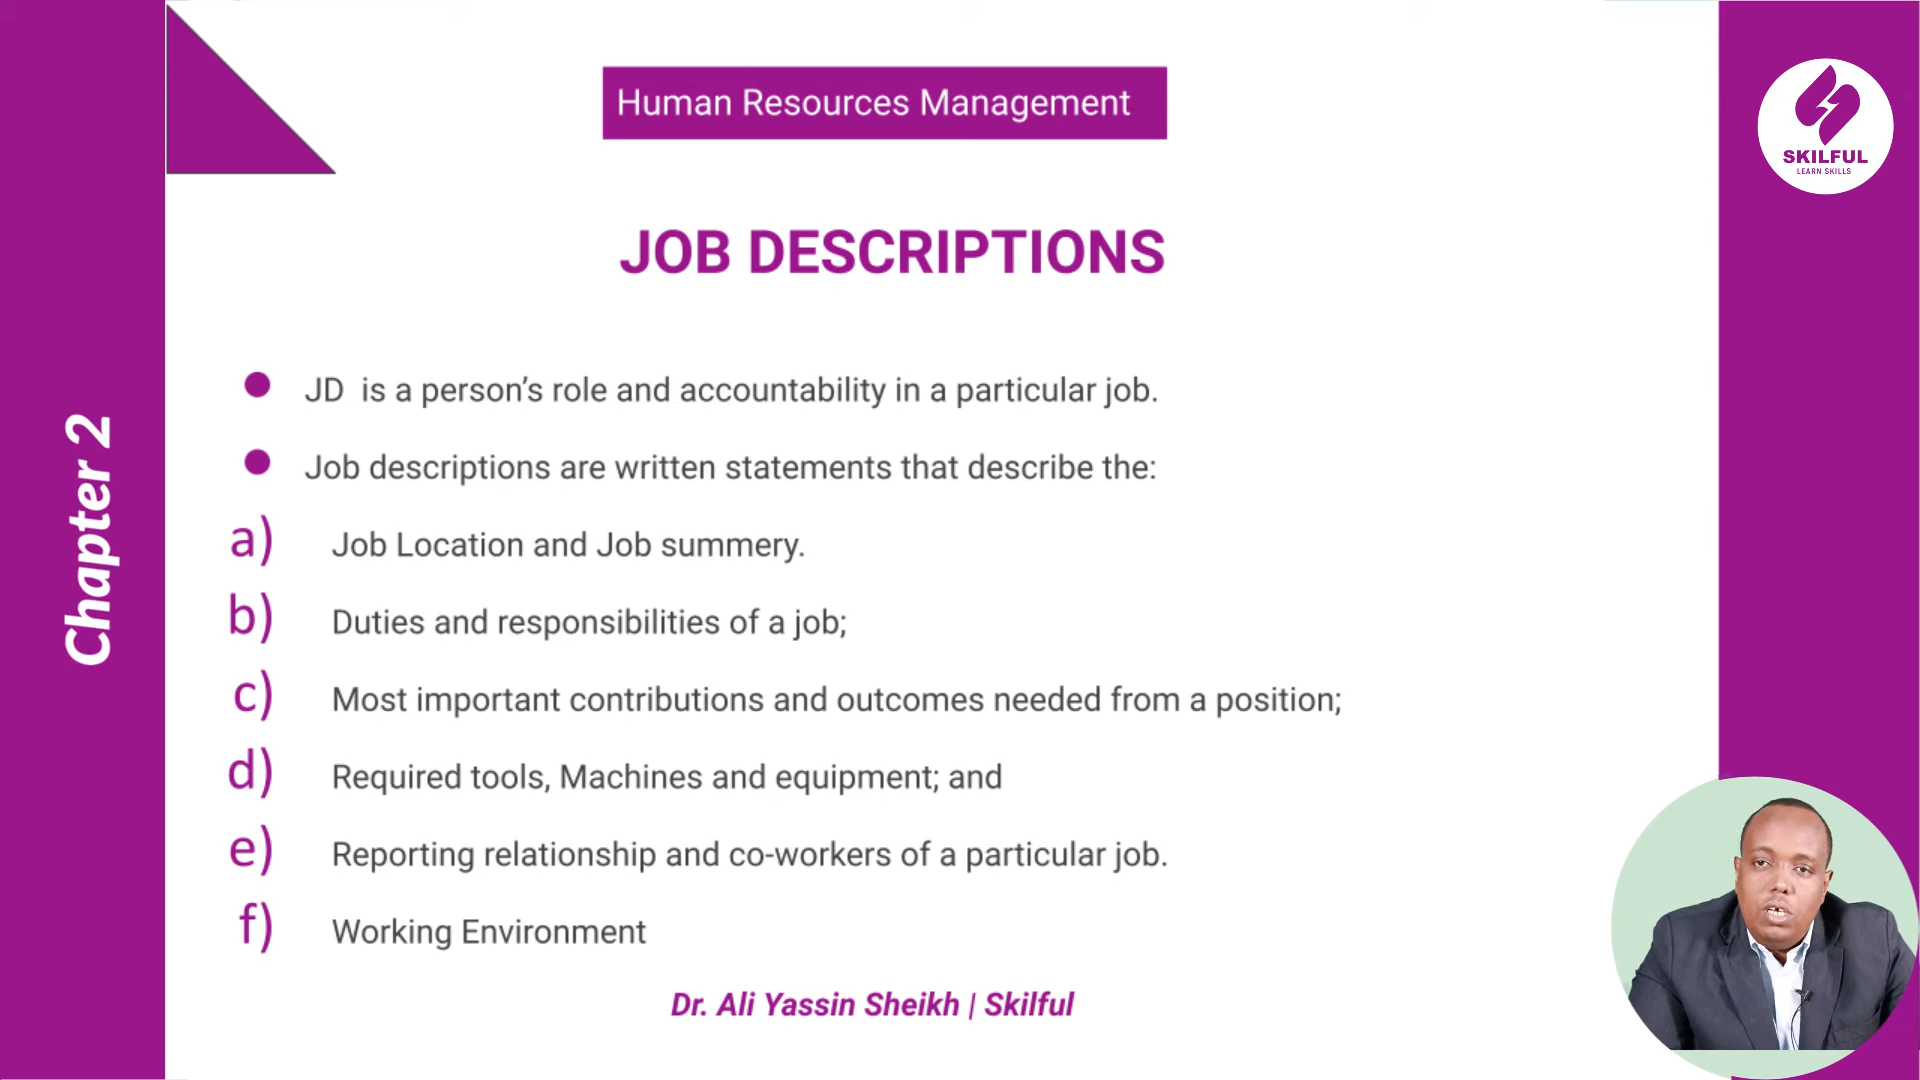 Human Resources Management
SKILFUL
LEARN SKILLS
JOB DESCRIPTIONS
Chapter 2
● JD is a person’s role and accountability in a particular job.
● Job descriptions are written statements that describe the:
a) Job Location and Job summery.
b) Duties and responsibilities of a job;
c) Most important contributions and outcomes needed from a position;
d) Required tools, Machines and equipment; and
e) Reporting relationship and co-workers of a particular job.
f) Working Environment
Dr. Ali Yassin Sheikh | Skilful